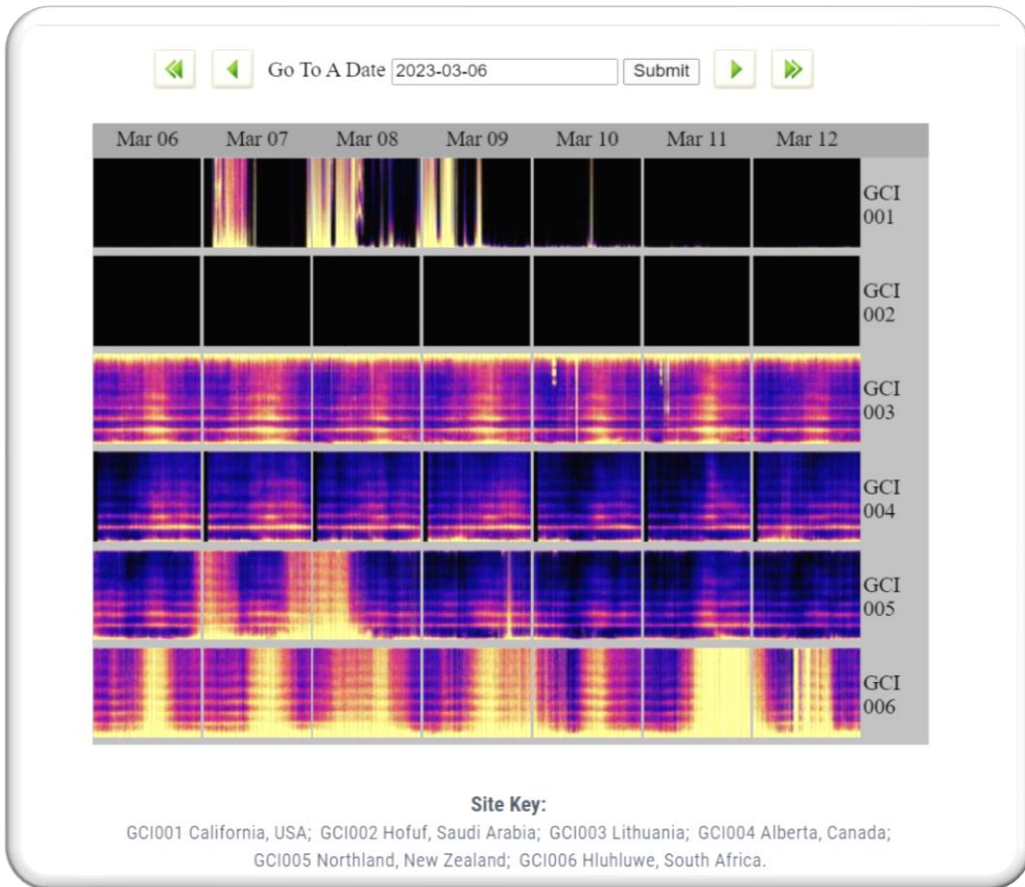 Go To A Date 2023-03-06 Submit
Mar 06 Mar 07 Mar 08 Mar 09 Mar 10 Mar 11 Mar 12
GCI
001
GCI
002
GCI
003
GCI
004
GCI
005
GCI
006
Site Key:
GCI001 California, USA; GCI002 Hofuf, Saudi Arabia; GCI003 Lithuania; GCI004 Alberta, Canada;
GCI005 Northland, New Zealand; GCI006 Hluhluwe, South Africa.